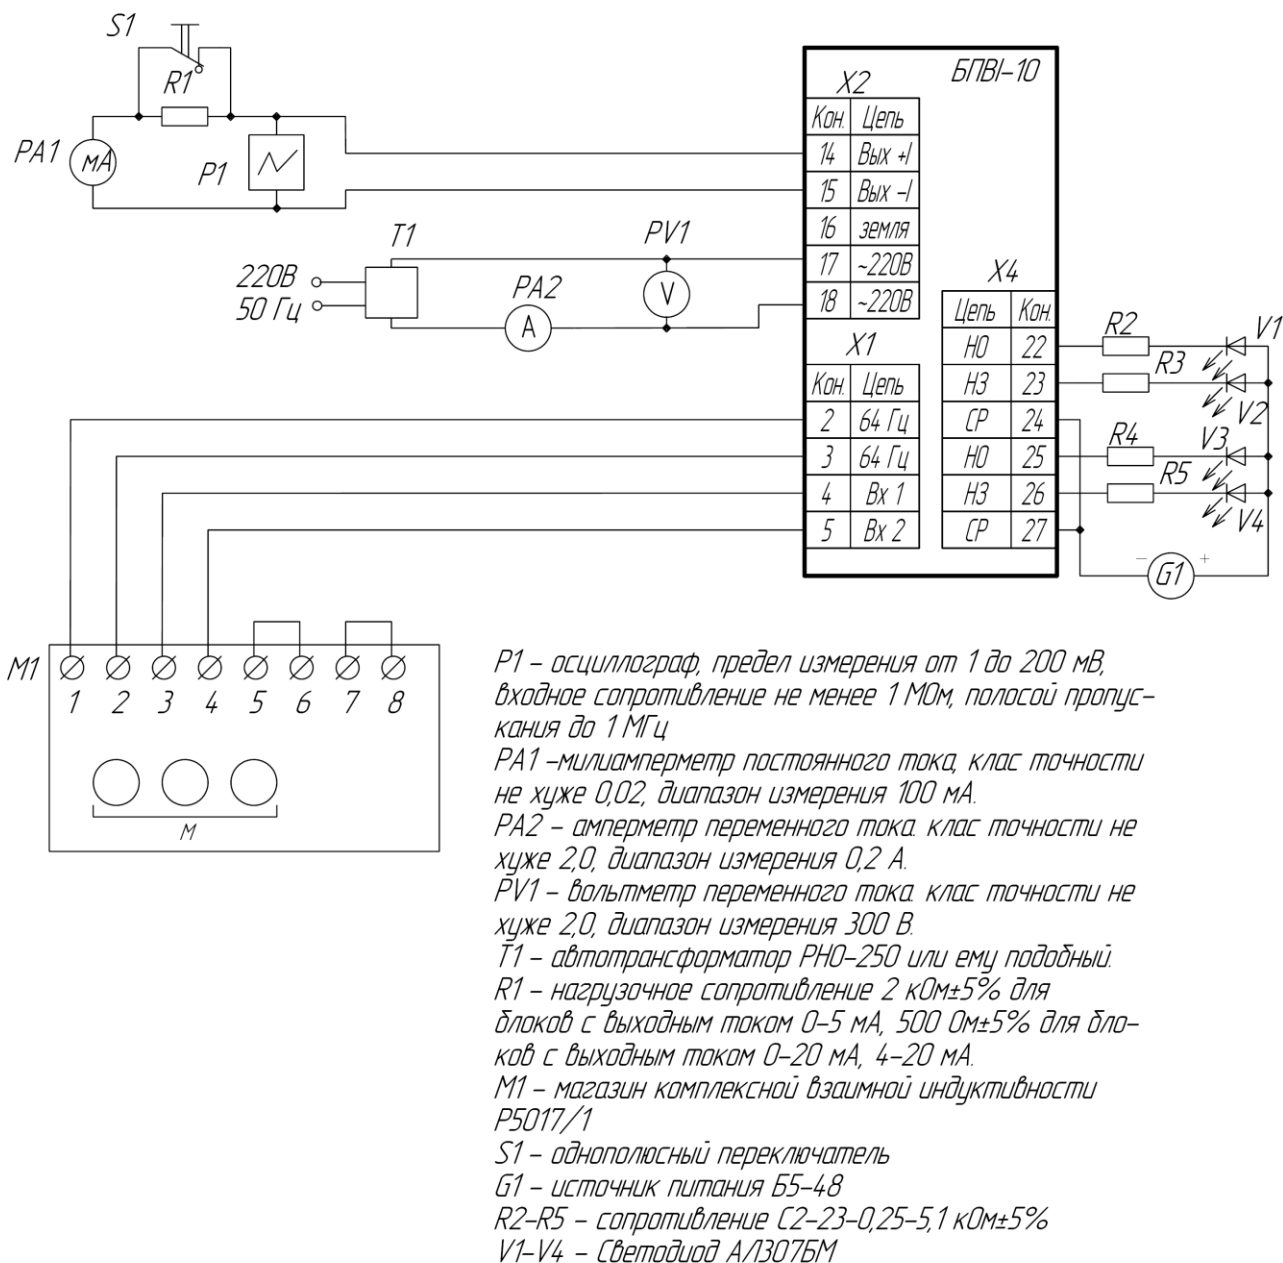 S1
R1
PA1
мА
P1
T1
220В
50 Гц
PA2
A
PV1
V
БПВI-10
X2
Кон. Цепь
14 Вых +I
15 Вых -I
16 земля
17 ~220В
18 ~220В
X1
Кон. Цепь
2 64 Гц
3 64 Гц
4 Вх 1
5 Вх 2
X4
Цепь Кон.
НО 22
НЗ 23
СР 24
НО 25
НЗ 26
СР 27
R2
V1
R3
V2
R4
V3
R5
V4
- G1 +
M1
1 2 3 4 5 6 7 8
M
P1 – осциллограф, предел измерения от 1 до 200 мВ,
входное сопротивление не менее 1 МОм, полосой пропус-
кания до 1 МГц
PA1 –милиамперметр постоянного тока, клас точности
не хуже 0,02, диапазон измерения 100 мА.
PA2 – амперметр переменного тока. клас точности не
хуже 2,0, диапазон измерения 0,2 А.
PV1 – вольтметр переменного тока. клас точности не
хуже 2,0, диапазон измерения 300 В.
T1 – автотрансформатор РНО-250 или ему подобный.
R1 – нагрузочное сопротивление 2 кОм±5% для
блоков с выходным током 0-5 мА, 500 Ом±5% для бло-
ков с выходным током 0-20 мА, 4-20 мА.
M1 – магазин комплексной взаимной индуктивности
Р5017/1
S1 – однополюсный переключатель
G1 – источник питания Б5-48
R2-R5 – сопротивление С2-23-0,25-5,1 кОм±5%
V1-V4 – Светодиод АЛ307БМ